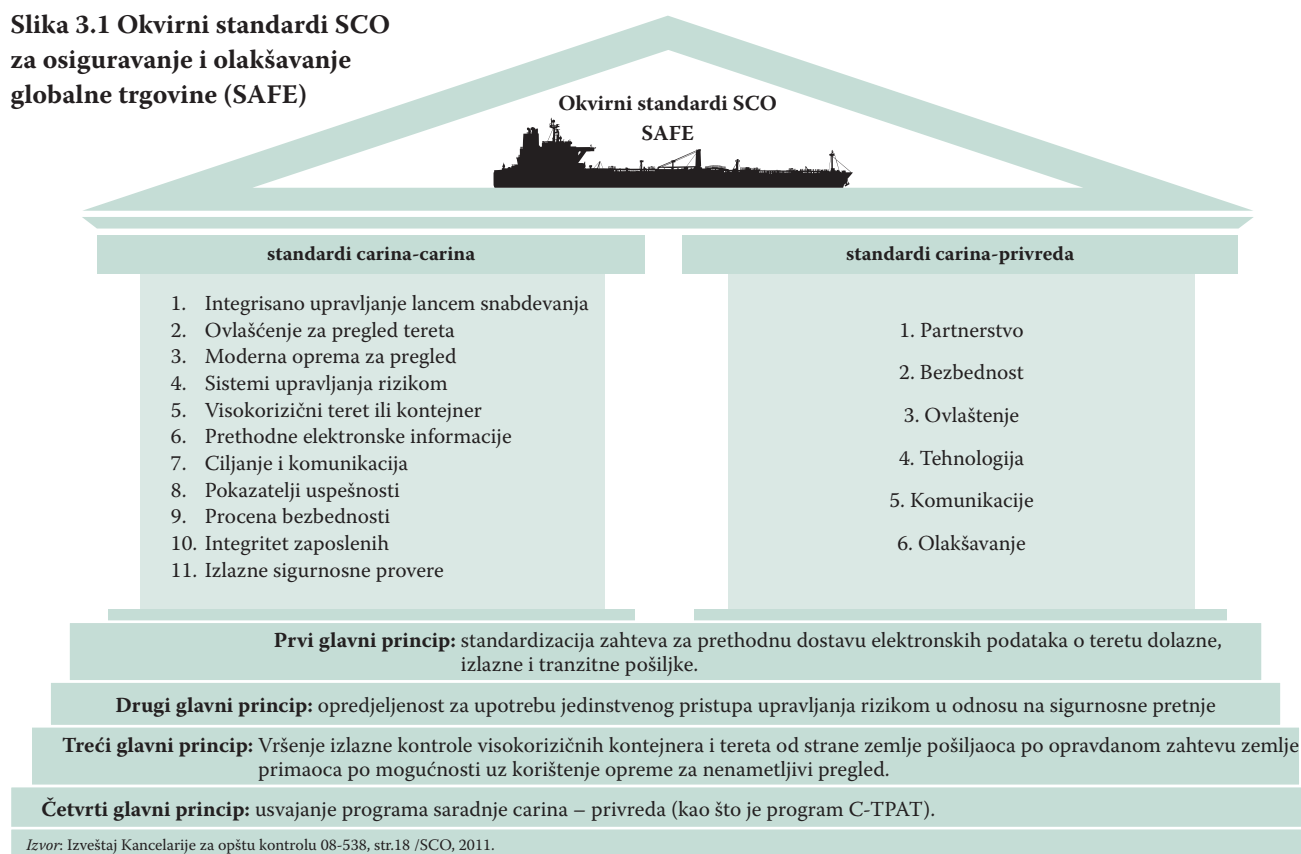 Slika 3.1 Okvirni standardi SCO
za osiguravanje i olakšavanje
globalne trgovine (SAFE)
Okvirni standardi SCO
SAFE
standardi carina-carina
1. Integrisano upravljanje lancem snabdevanja
2. Ovlašćenje za pregled tereta
3. Moderna oprema za pregled
4. Sistemi upravljanja rizikom
5. Visokorizični teret ili kontejner
6. Prethodne elektronske informacije
7. Ciljanje i komunikacija
8. Pokazatelji uspešnosti
9. Procena bezbednosti
10. Integritet zaposlenih
11. Izlazne sigurnosne provere
standardi carina-privreda
1. Partnerstvo
2. Bezbednost
3. Ovlaštenje
4. Tehnologija
5. Komunikacije
6. Olakšavanje
Prvi glavni princip: standardizacija zahteva za prethodnu dostavu elektronskih podataka o teretu dolazne,
izlazne i tranzitne pošiljke.
Drugi glavni princip: opredjeljenost za upotrebu jedinstvenog pristupa upravljanja rizikom u odnosu na sigurnosne pretnje
Treći glavni princip: Vršenje izlazne kontrole visokorizičnih kontejnera i tereta od strane zemlje pošiljaoca po opravdanom zahtevu zemlje
primaoca po mogućnosti uz korištenje opreme za nenametljivi pregled.
Četvrti glavni princip: usvajanje programa saradnje carina – privreda (kao što je program C-TPAT).
Izvor: Izveštaj Kancelarije za opštu kontrolu 08-538, str.18 /SCO, 2011.